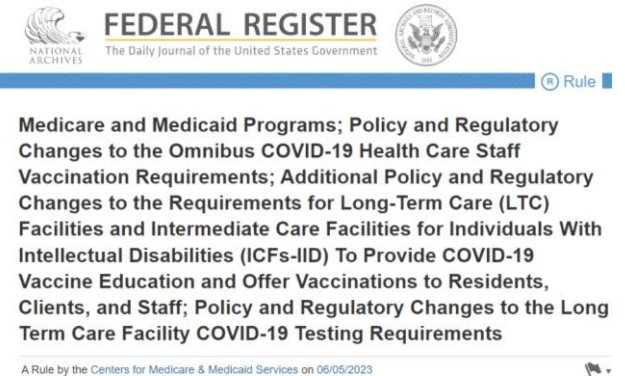 FEDERAL REGISTER
The Daily Journal of the United States Government
NATIONAL
ARCHIVES
R Rule
Medicare and Medicaid Programs; Policy and Regulatory
Changes to the Omnibus COVID-19 Health Care Staff
Vaccination Requirements; Additional Policy and Regulatory
Changes to the Requirements for Long-Term Care (LTC)
Facilities and Intermediate Care Facilities for Individuals With
Intellectual Disabilities (ICFs-IID) To Provide COVID-19
Vaccine Education and Offer Vaccinations to Residents,
Clients, and Staff; Policy and Regulatory Changes to the Long
Term Care Facility COVID-19 Testing Requirements
A Rule by the Centers for Medicare & Medicaid Services on 06/05/2023